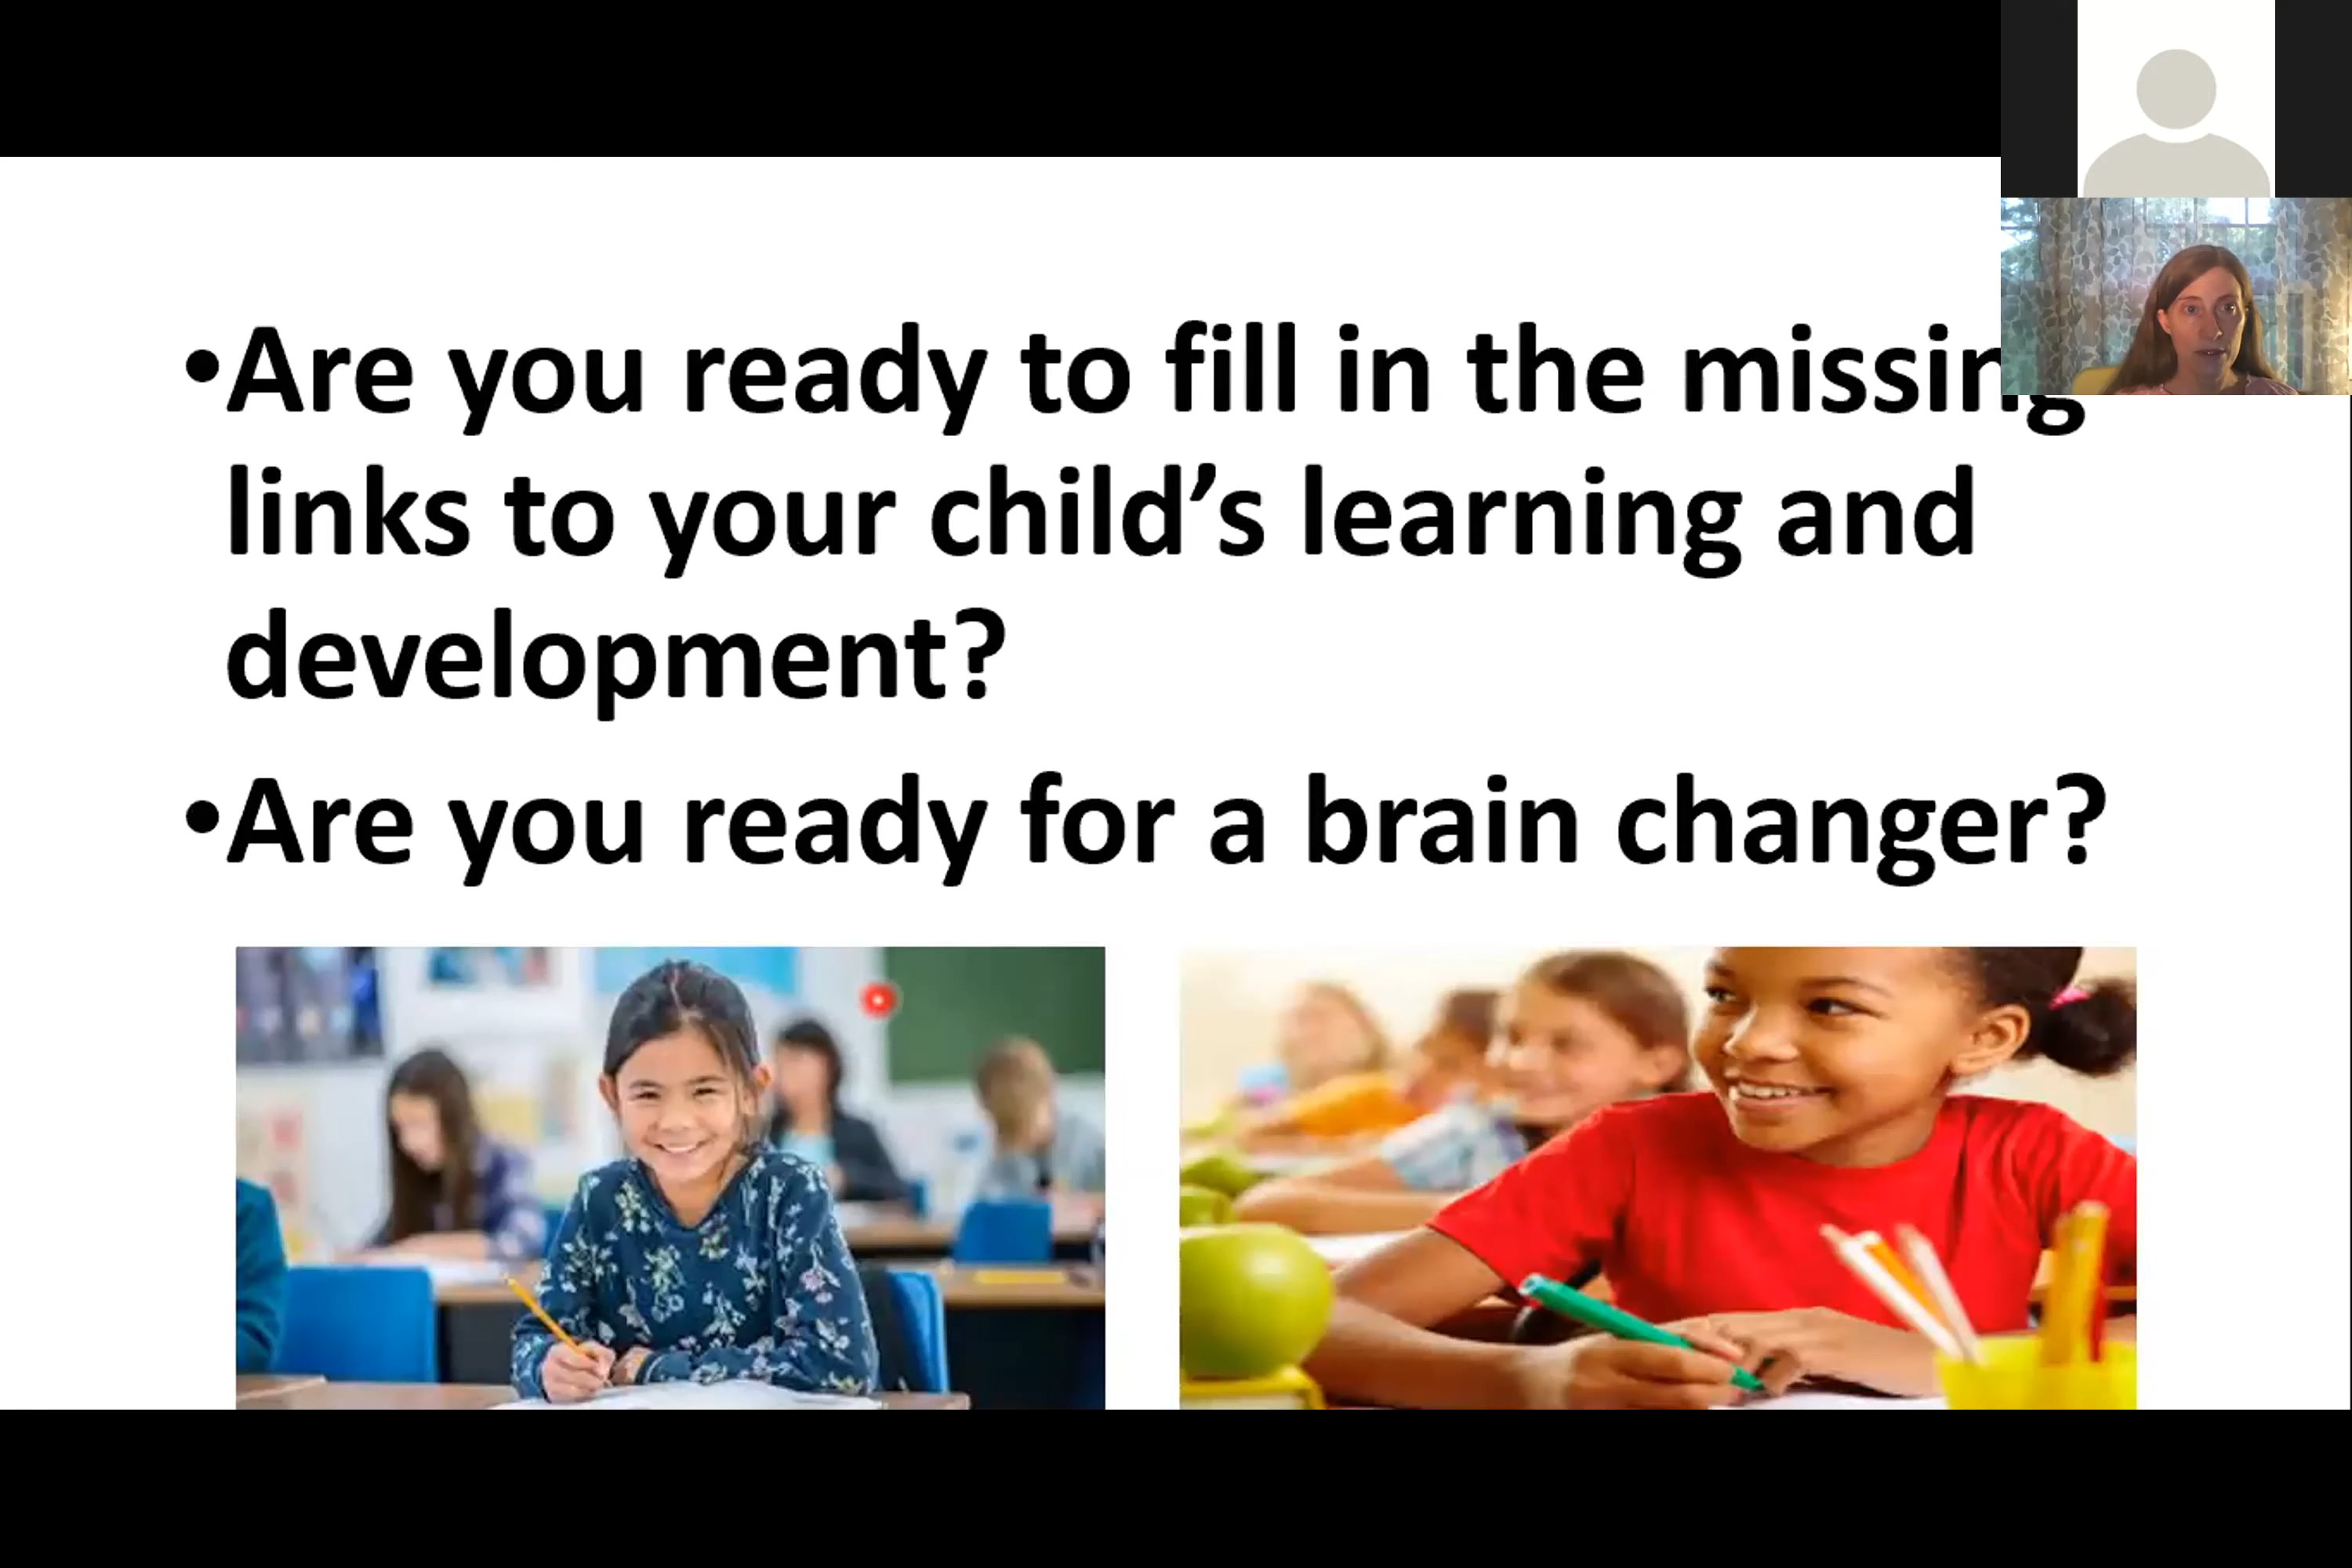 •Are you ready to fill in the missing
links to your child’s learning and
development?
•Are you ready for a brain changer?